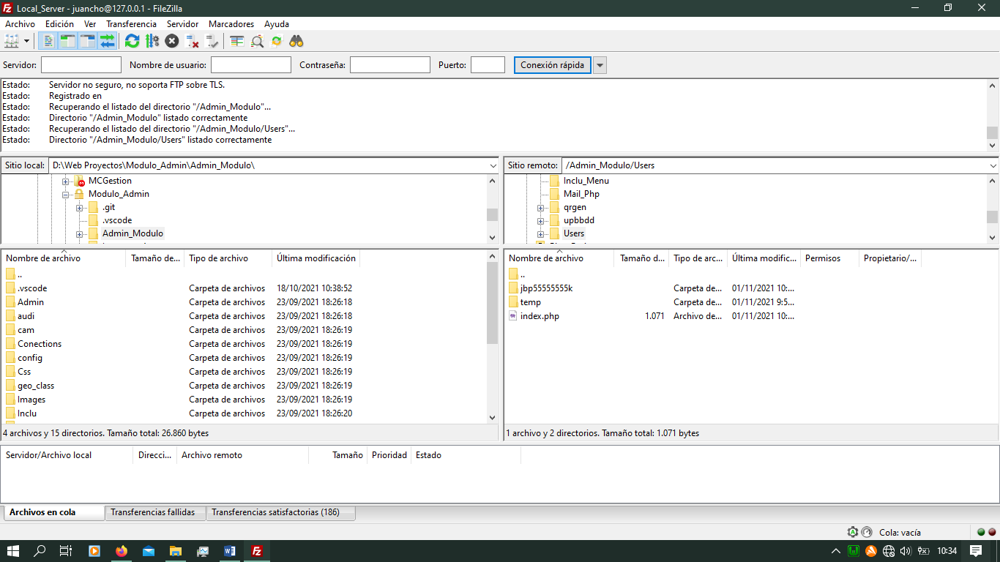 Local_Server - juancho@127.0.0.1 - FileZilla
Archivo Edición Ver Transferencia Servidor Marcadores Ayuda
Servidor: Nombre de usuario: Contraseña: Puerto: Conexión rápida
Estado: Servidor no seguro, no soporta FTP sobre TLS.
Estado: Registrado en
Estado: Recuperando el listado del directorio "/Admin_Modulo"...
Estado: Directorio "/Admin_Modulo" listado correctamente
Estado: Recuperando el listado del directorio "/Admin_Modulo/Users"...
Estado: Directorio "/Admin_Modulo/Users" listado correctamente
Sitio local: D:\Web Proyectos\Modulo_Admin\Admin_Modulo\
MCGestion
Modulo_Admin
.git
.vscode
Admin_Modulo
Sitio remoto: /Admin_Modulo/Users
Inclu_Menu
Mail_Php
qrgen
upbbdd
Users
Nombre de archivo Tamaño de... Tipo de archivo Última modificación
..
.vscode Carpeta de archivos 18/10/2021 10:38:52
Admin Carpeta de archivos 23/09/2021 18:26:18
audi Carpeta de archivos 23/09/2021 18:26:18
cam Carpeta de archivos 23/09/2021 18:26:19
Conections Carpeta de archivos 23/09/2021 18:26:19
config Carpeta de archivos 23/09/2021 18:26:19
Css Carpeta de archivos 23/09/2021 18:26:19
geo_class Carpeta de archivos 23/09/2021 18:26:19
Images Carpeta de archivos 23/09/2021 18:26:19
Inclu Carpeta de archivos 23/09/2021 18:26:20
4 archivos y 15 directorios. Tamaño total: 26.860 bytes
Nombre de archivo Tamaño d... Tipo de arc... Última modific... Permisos Propietario/...
..
jbp55555555k Carpeta de... 01/11/2021 10:...
temp Carpeta de... 01/11/2021 9:5...
index.php 1.071 Archivo de... 01/11/2021 10:...
1 archivo y 2 directorios. Tamaño total: 1.071 bytes
Servidor/Archivo local Direcci... Archivo remoto Tamaño Prioridad Estado
Archivos en cola Transferencias fallidas Transferencias satisfactorias (186)
Cola: vacía
10:34